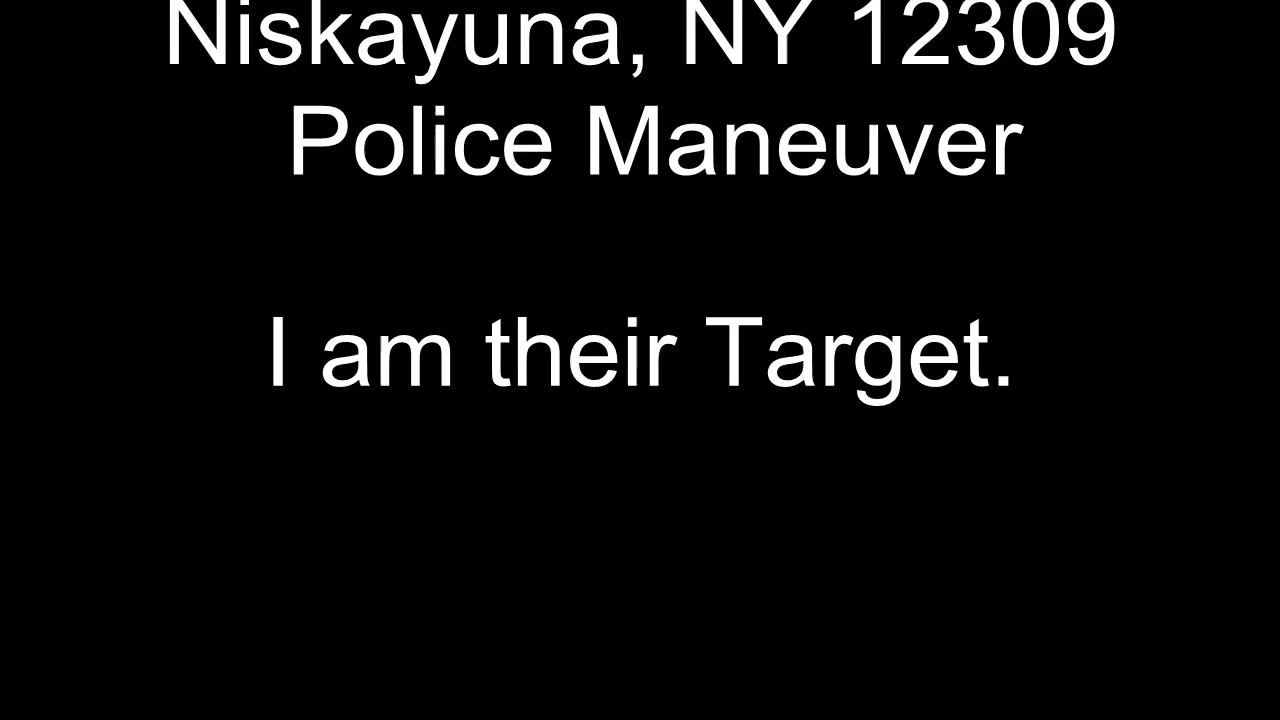 Niskayuna, NY 12309
Police Maneuver
I am their Target.